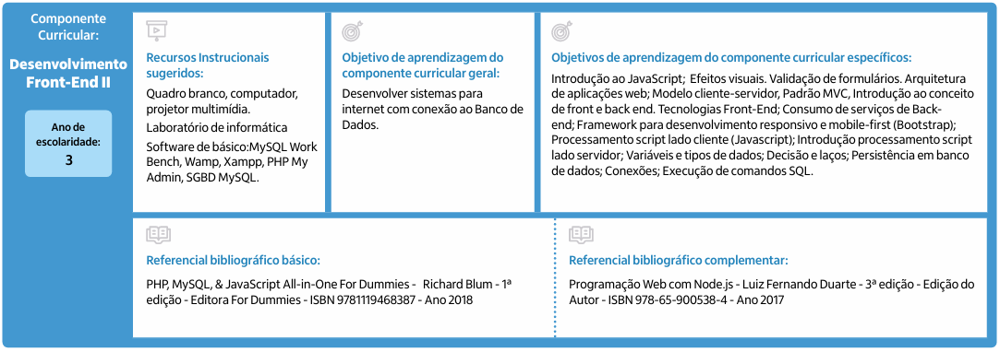 Componente
Curricular:
Desenvolvimento
Front-End II
Ano de
escolaridade:
3
Recursos Instrucionais
sugeridos:
Quadro branco, computador,
projetor multimídia.
Laboratório de informática
Software de básico:MySQL Work
Bench, Wamp, Xampp, PHP My
Admin, SGBD MySQL.
Objetivo de aprendizagem do
componente curricular geral:
Desenvolver sistemas para
internet com conexão ao Banco de
Dados.
Objetivos de aprendizagem do componente curricular específicos:
Introdução ao JavaScript; Efeitos visuais. Validação de formulários. Arquitetura
de aplicações web; Modelo cliente-servidor, Padrão MVC, Introdução ao conceito
de front e back end. Tecnologias Front-End; Consumo de serviços de Back-
end; Framework para desenvolvimento responsivo e mobile-first (Bootstrap);
Processamento script lado cliente (Javascript); Introdução processamento script
lado servidor; Variáveis e tipos de dados; Decisão e laços; Persistência em banco
de dados; Conexões; Execução de comandos SQL.
Referencial bibliográfico básico:
PHP, MySQL, & JavaScript All-in-One For Dummies - Richard Blum - 1ª
edição - Editora For Dummies - ISBN 9781119468387 - Ano 2018
Referencial bibliográfico complementar:
Programação Web com Node.js - Luiz Fernando Duarte - 3ª edição - Edição do
Autor - ISBN 978-65-900538-4 - Ano 2017